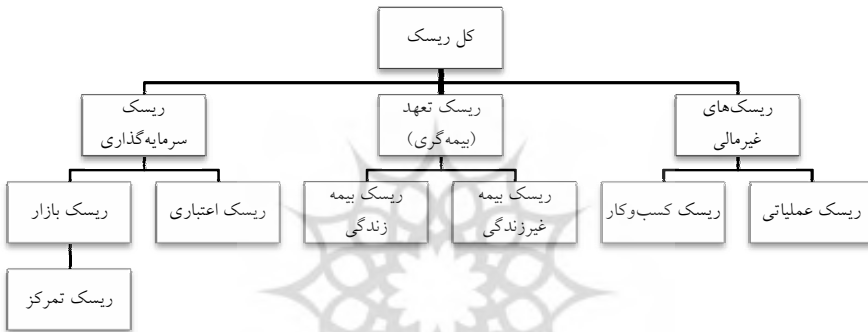 کل ریسک
ریسک‌های
غیرمالی
ریسک تعهد
(بیمه‌گری)
ریسک
سرمایه‌گذاری
ریسک عملیاتی
ریسک کسب‌وکار
ریسک بیمه
غیرزندگی
ریسک بیمه
زندگی
ریسک اعتباری
ریسک بازار
ریسک تمرکز